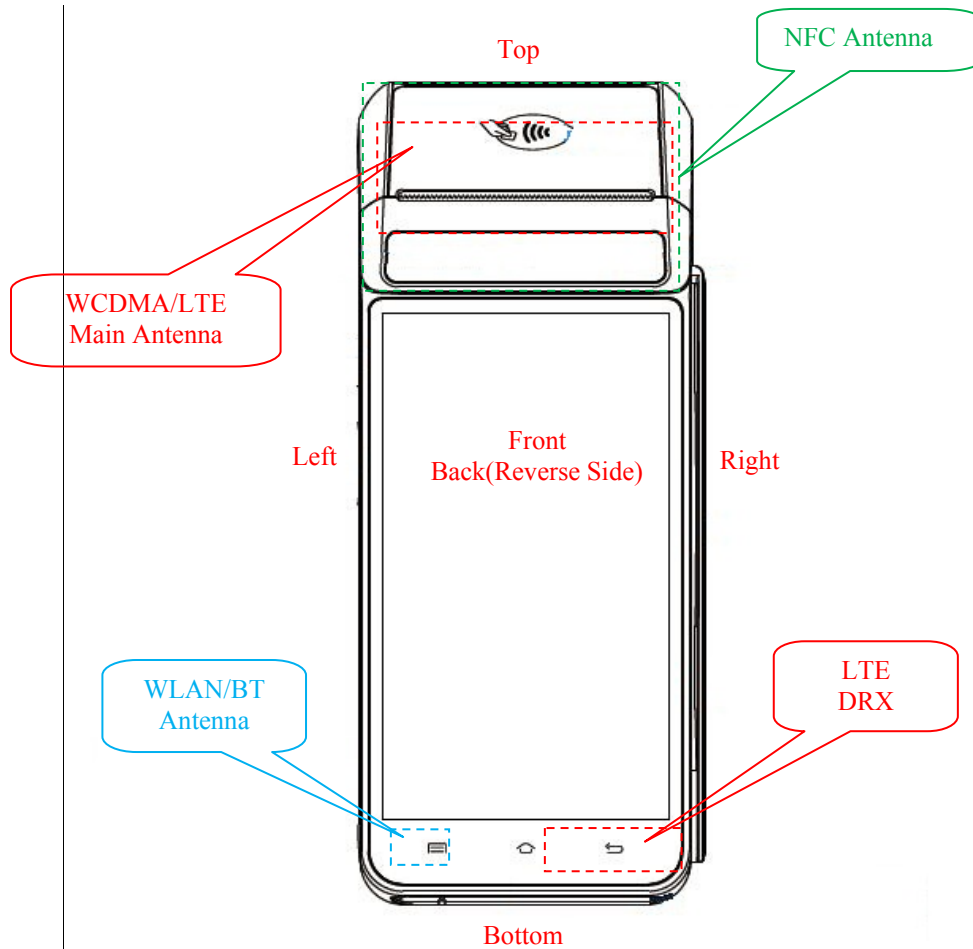 Top
NFC Antenna
WCDMA/LTE
Main Antenna
Left
Front
Back(Reverse Side)
Right
WLAN/BT
Antenna
LTE
DRX
Bottom